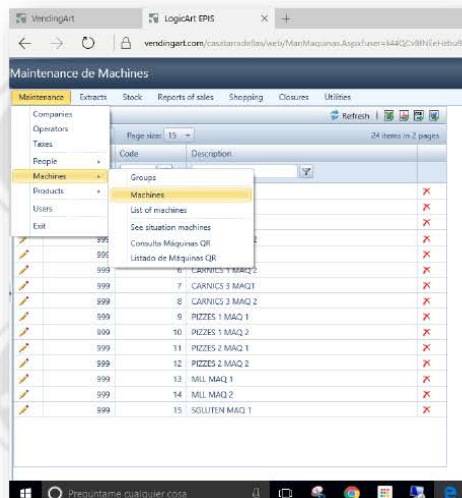 VendingArt
LogicArt EPIS
vendingart.com/casatarradellas/web/ManMaquinas.Aspx?user=
Maintenance de Machines
Maintenance Extracts Stock Reports of sales Shopping Closures Utilities
Companies
Operators
Taxes
People
Machines
Products
Users
Exit
Refresh
Page size: 15
24 items in 2 pages
Code Description
Groups
Machines
List of machines
See situation machines
Consulta Máquinas QR
Listado de Máquinas QR
999
999
999 6 CARNICS 1 MAQ 2
999 7 CARNICS 3 MAQ1
999 8 CARNICS 3 MAQ 2
999 9 PIZZES 1 MAQ 1
999 10 PIZZES 1 MAQ 2
999 11 PIZZES 2 MAQ 1
999 12 PIZZES 2 MAQ 2
999 13 MLL MAQ 1
999 14 MLL MAQ 2
999 15 SGLUTEN MAQ 1
Pregúntame cualquier cosa